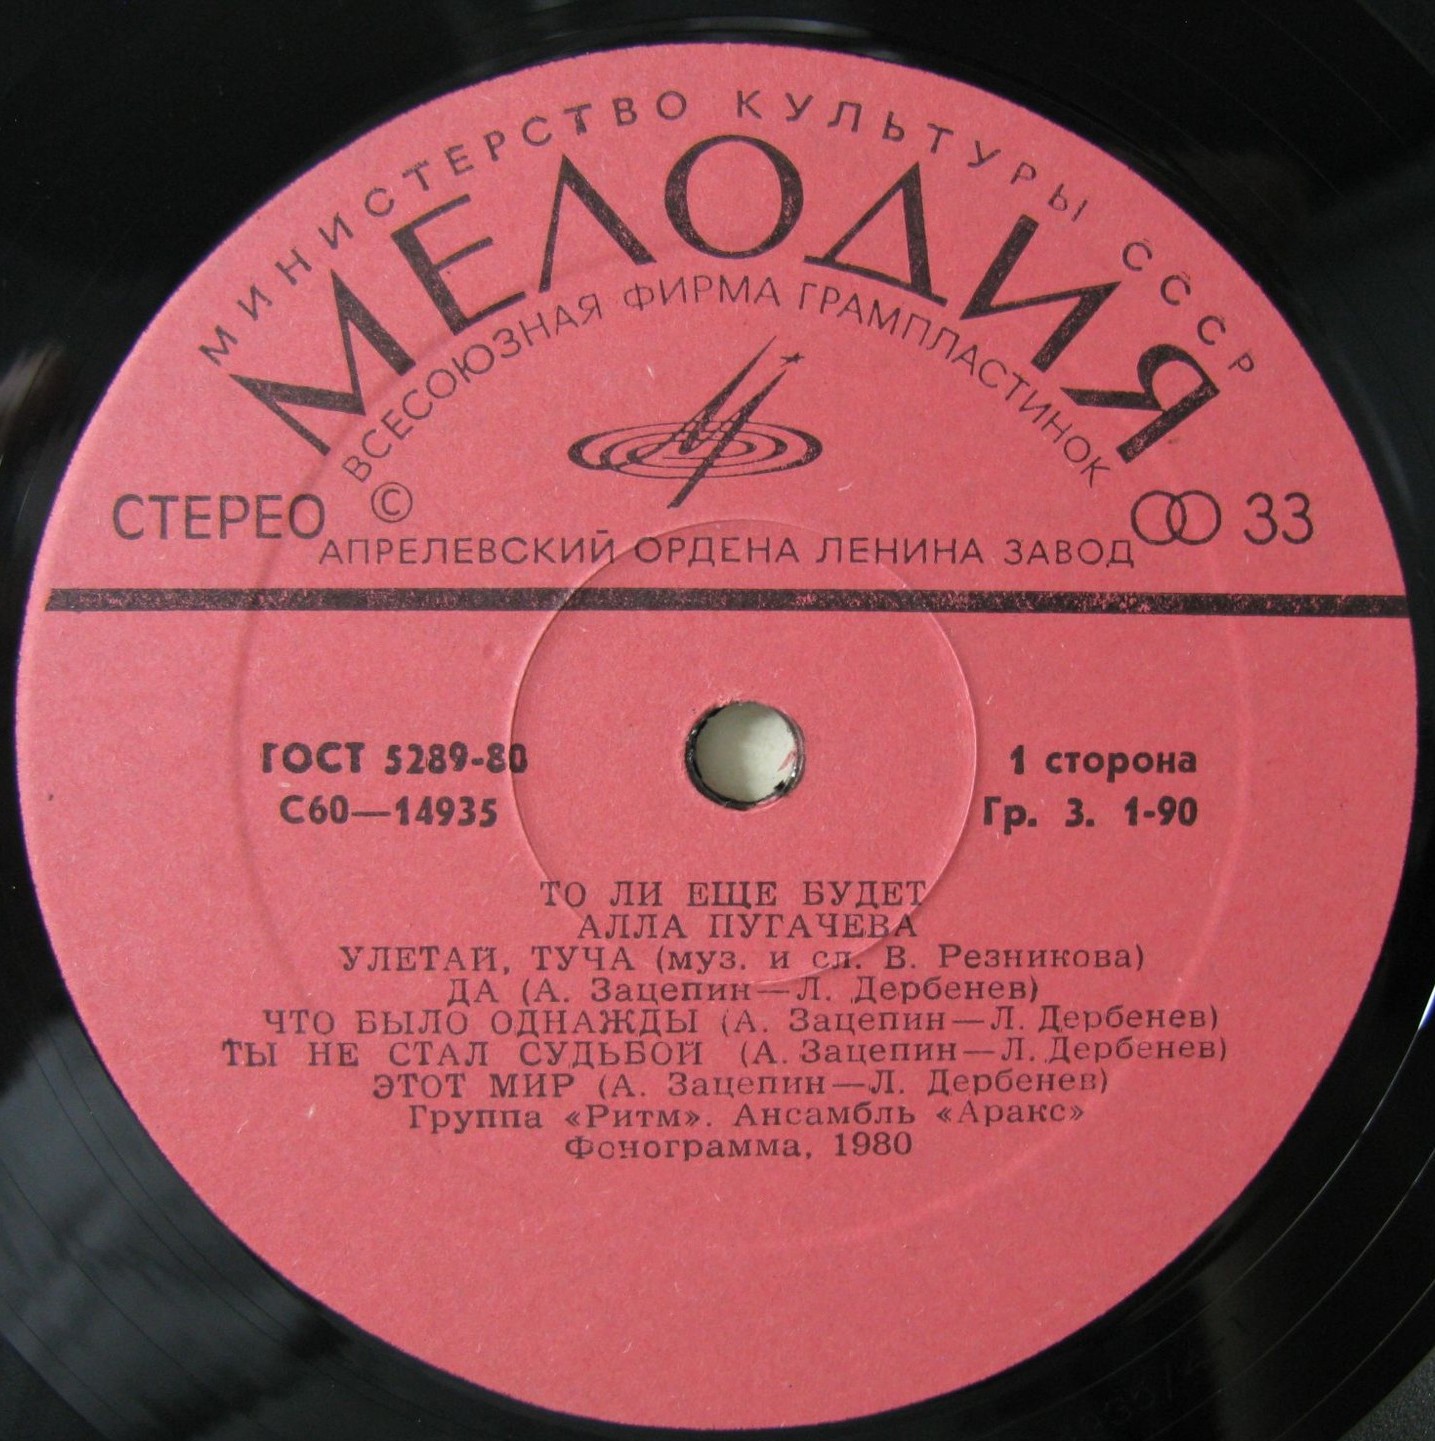 МИНИСТЕРСТВО КУЛЬТУРЫ СССР
МЕЛОДИЯ
ВСЕСОЮЗНАЯ ФИРМА ГРАМПЛАСТИНОК
СТЕРЕО © 33
АПРЕЛЕВСКИЙ ОРДЕНА ЛЕНИНА ЗАВОД
ГОСТ 5289-80 1 сторона
С60—14935 Гр. 3. 1-90
ТО ЛИ ЕЩЕ БУДЕТ
АЛЛА ПУГАЧЕВА
УЛЕТАЙ, ТУЧА (муз. и сл. В. Резникова)
ДА (А. Зацепин—Л. Дербенев)
ЧТО БЫЛО ОДНАЖДЫ (А. Зацепин—Л. Дербенев)
ТЫ НЕ СТАЛ СУДЬБОЙ (А. Зацепин—Л. Дербенев)
ЭТОТ МИР (А. Зацепин—Л. Дербенев)
Группа «Ритм». Ансамбль «Аракс»
Фонограмма, 1980